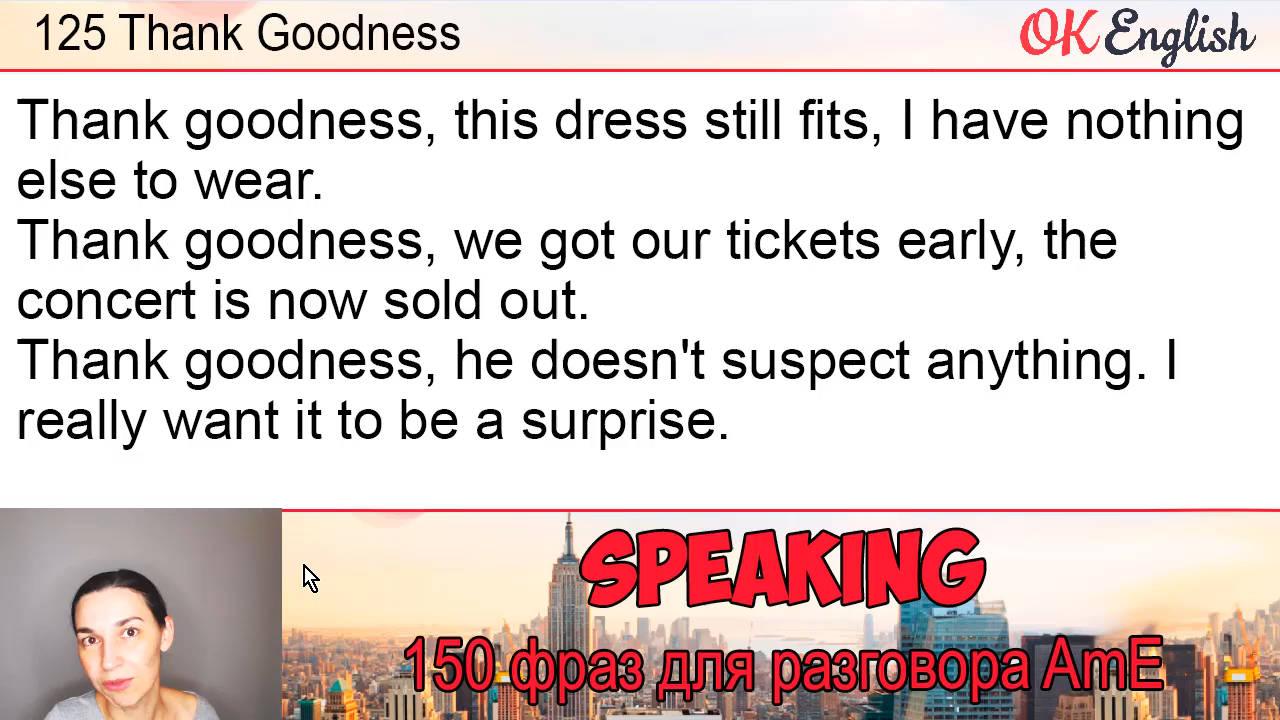 125 Thank Goodness
OK English
Thank goodness, this dress still fits, I have nothing
else to wear.
Thank goodness, we got our tickets early, the
concert is now sold out.
Thank goodness, he doesn't suspect anything. I
really want it to be a surprise.
SPEAKING
150 фраз для разговора AmE